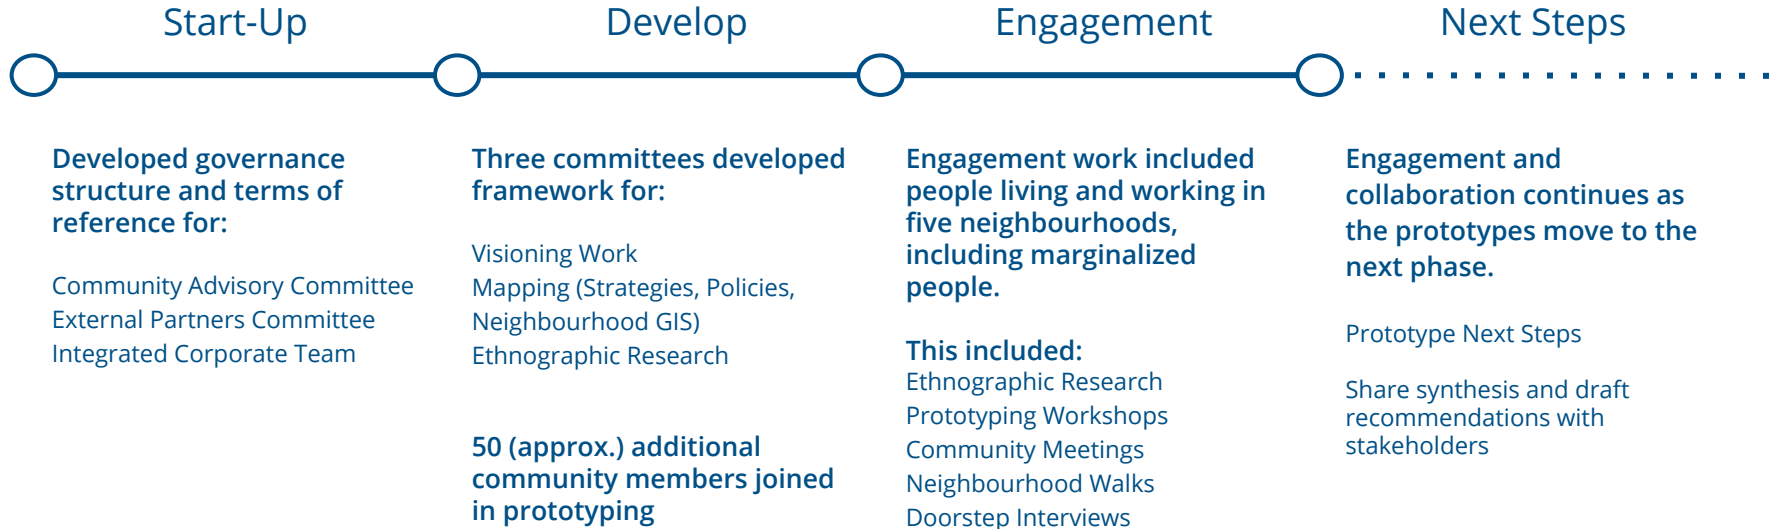 Start-Up
Develop
Engagement
Next Steps
Developed governance
structure and terms of
reference for:
Community Advisory Committee
External Partners Committee
Integrated Corporate Team
Three committees developed
framework for:
Visioning Work
Mapping (Strategies, Policies,
Neighbourhood GIS)
Ethnographic Research
50 (approx.) additional
community members joined
in prototyping
Engagement work included
people living and working in
five neighbourhoods,
including marginalized
people.
This included:
Ethnographic Research
Prototyping Workshops
Community Meetings
Neighbourhood Walks
Doorstep Interviews
Engagement and
collaboration continues as
the prototypes move to the
next phase.
Prototype Next Steps
Share synthesis and draft
recommendations with
stakeholders